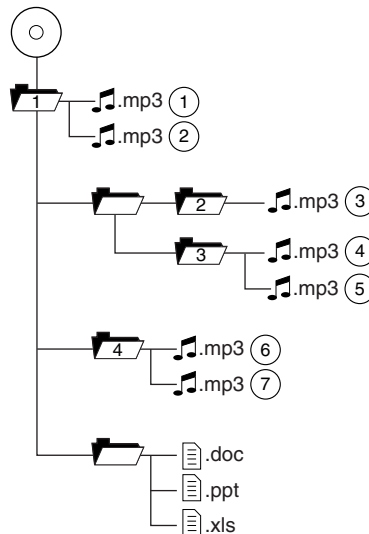 1 .mp3 1
.mp3 2
2 .mp3 3
3 .mp3 4
.mp3 5
4 .mp3 6
.mp3 7
.doc
.ppt
.xls